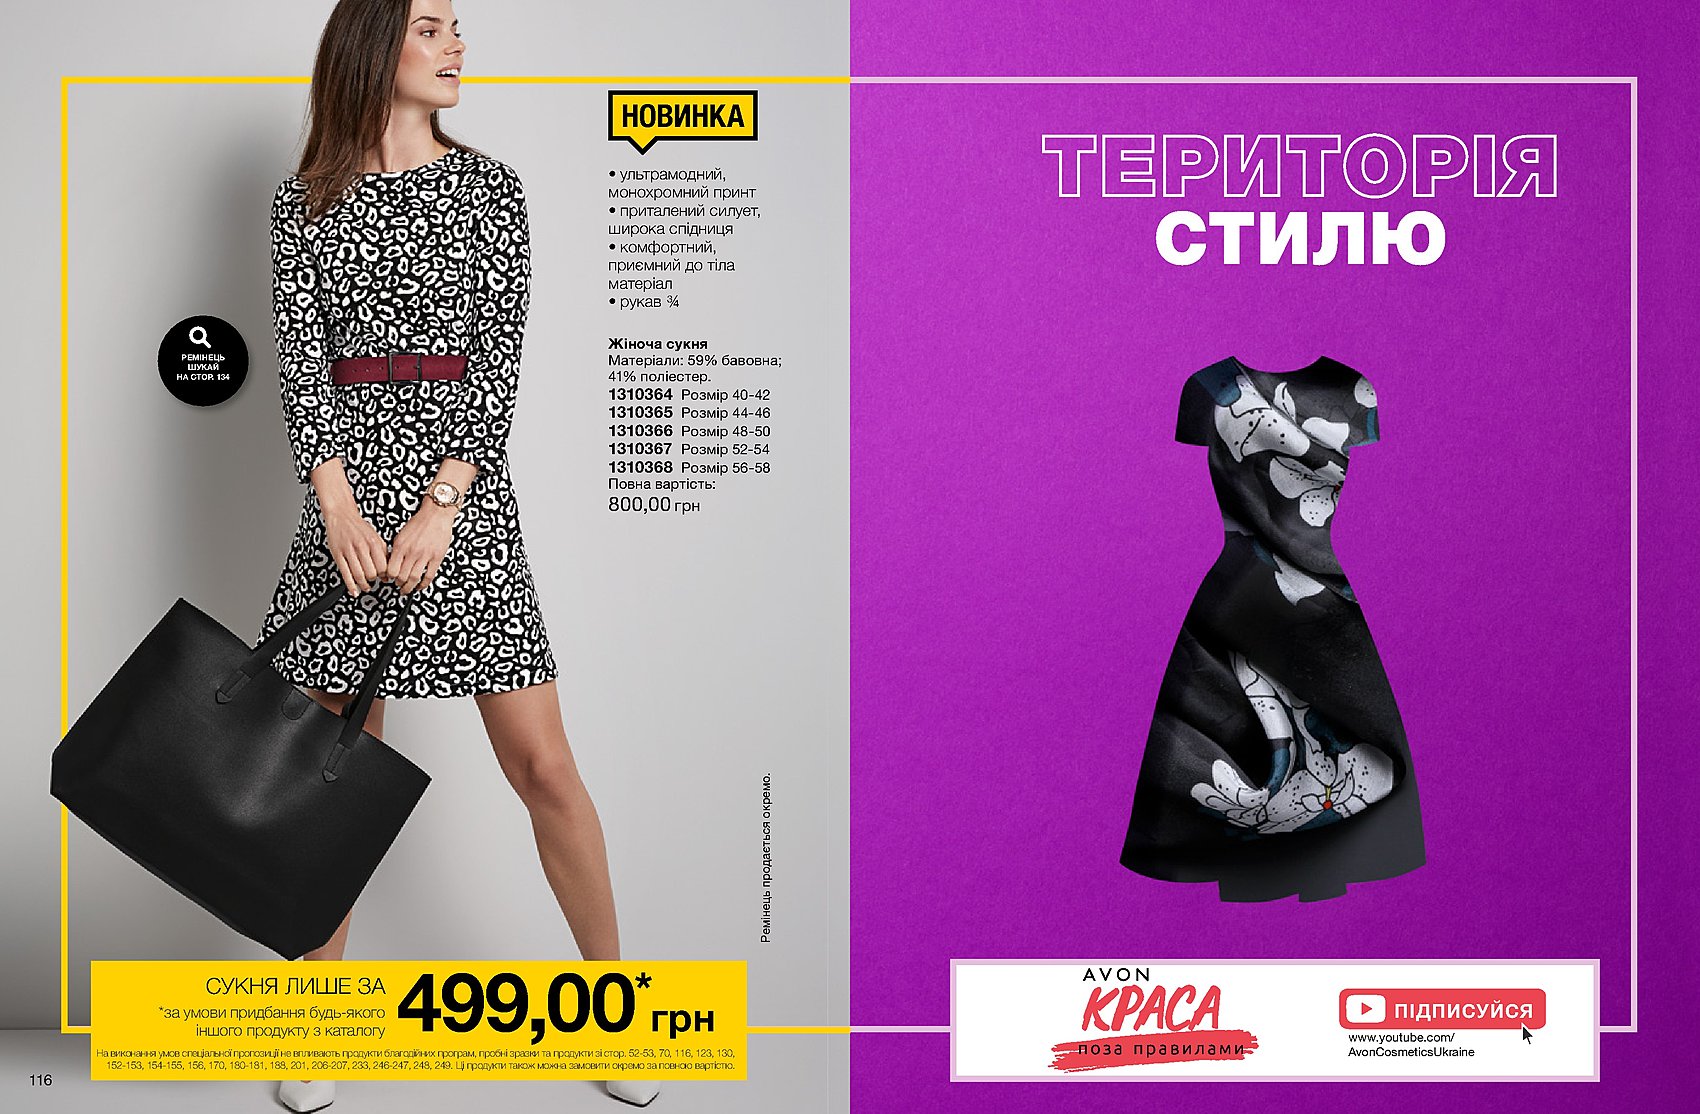 НОВИНКА
• ультрамодний,
монохромний принт
• приталений силует,
широка спідниця
• комфортний,
приємний до тіла
матеріал
• рукав ¾
РЕМІНЕЦЬ
ШУКАЙ
НА СТОР. 134
Жіноча сукня
Матеріали: 59% бавовна;
41% поліестер.
1310364 Розмір 40-42
1310365 Розмір 44-46
1310366 Розмір 48-50
1310367 Розмір 52-54
1310368 Розмір 56-58
Повна вартість:
800,00 грн
Ремінець продається окремо.
СУКНЯ ЛИШЕ ЗА
*за умови придбання будь-якого
іншого продукту з каталогу
499,00* грн
На виконання умов спеціальної пропозиції не впливають продукти благодійних програм, пробні зразки та продукти зі стор. 52-53, 70, 116, 123, 130,
152-153, 154-155, 156, 170, 180-181, 188, 201, 206-207, 233, 246-247, 248, 249. Ці продукти також можна замовити окремо за повною вартістю.
116
ТЕРИТОРІЯ
СТИЛЮ
AVON
КРАСА
поза правилами
ПІДПИСУЙСЯ
www.youtube.com/
AvonCosmeticsUkraine